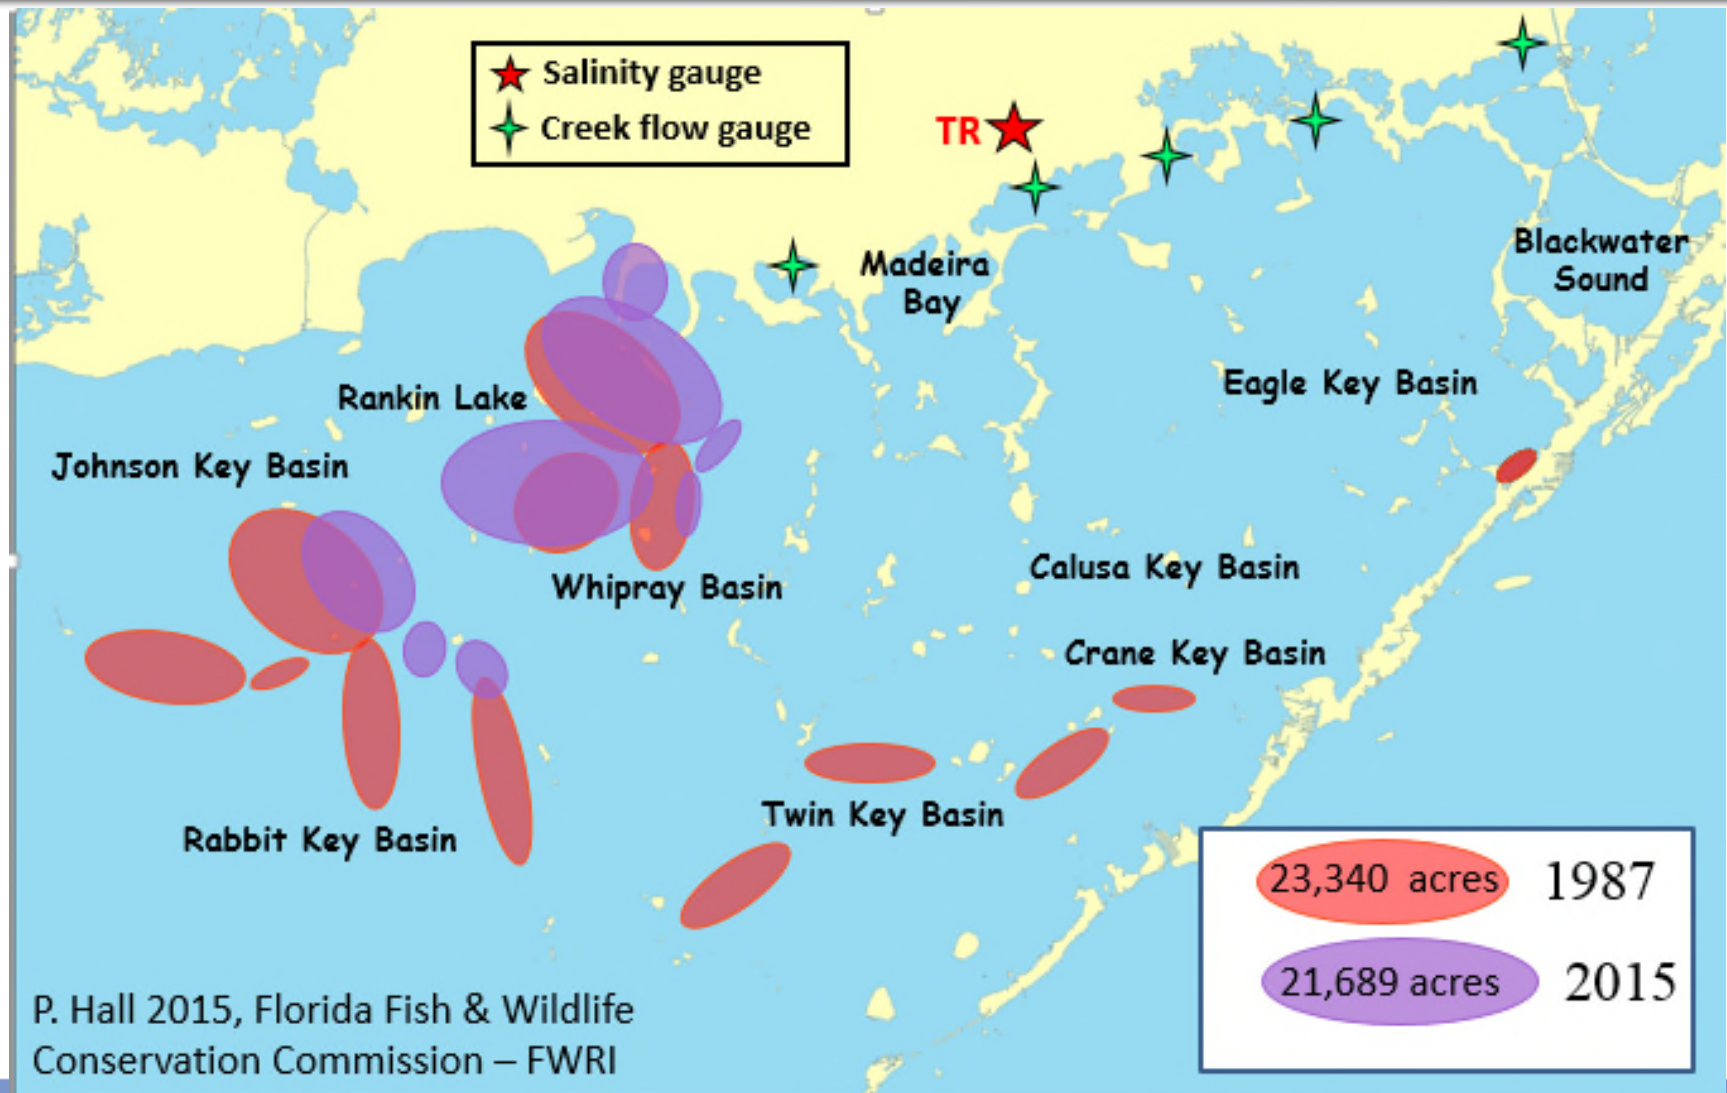 Salinity gauge
Creek flow gauge
TR
Madeira
Bay
Blackwater
Sound
Eagle Key Basin
Rankin Lake
Johnson Key Basin
Whipray Basin
Calusa Key Basin
Crane Key Basin
Twin Key Basin
Rabbit Key Basin
23,340 acres 1987
21,689 acres 2015
P. Hall 2015, Florida Fish & Wildlife
Conservation Commission – FWRI